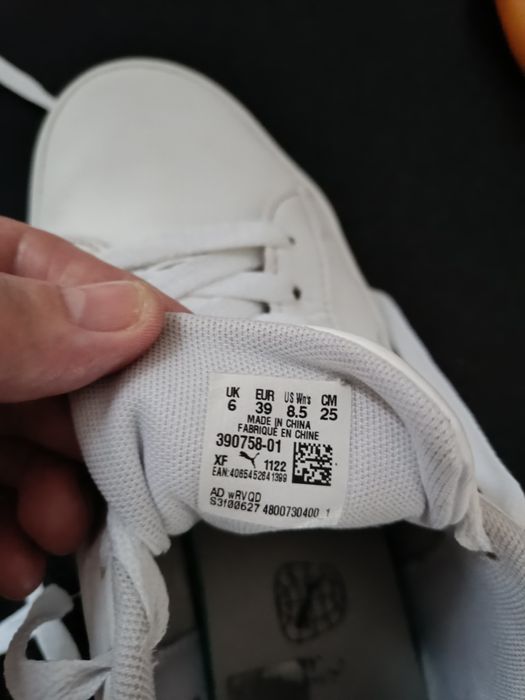 UK EUR US Wn's CM
6 39 8.5 25
MADE IN CHINA
FABRIQUE EN CHINE
390758-01
XF 1122
EAN:4065452641399
AD wRVQD
S3f00627 4800730400 1